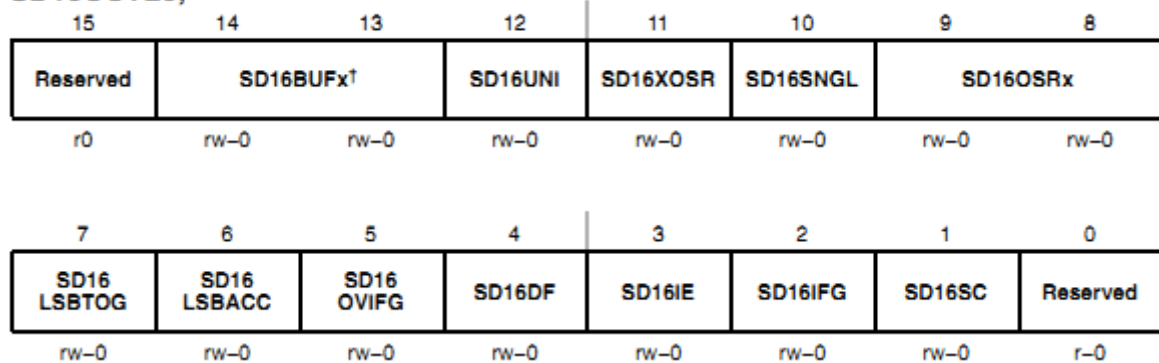 15 14 13 12 11 10 9 8
Reserved SD16BUFx† SD16UNI SD16XOSR SD16SNGL SD16OSRx
r0 rw–0 rw–0 rw–0 rw–0 rw–0 rw–0 rw–0
7 6 5 4 3 2 1 0
SD16 LSBTOG SD16 LSBACC SD16 OVIFG SD16DF SD16IE SD16IFG SD16SC Reserved
rw–0 rw–0 rw–0 rw–0 rw–0 rw–0 rw–0 r–0